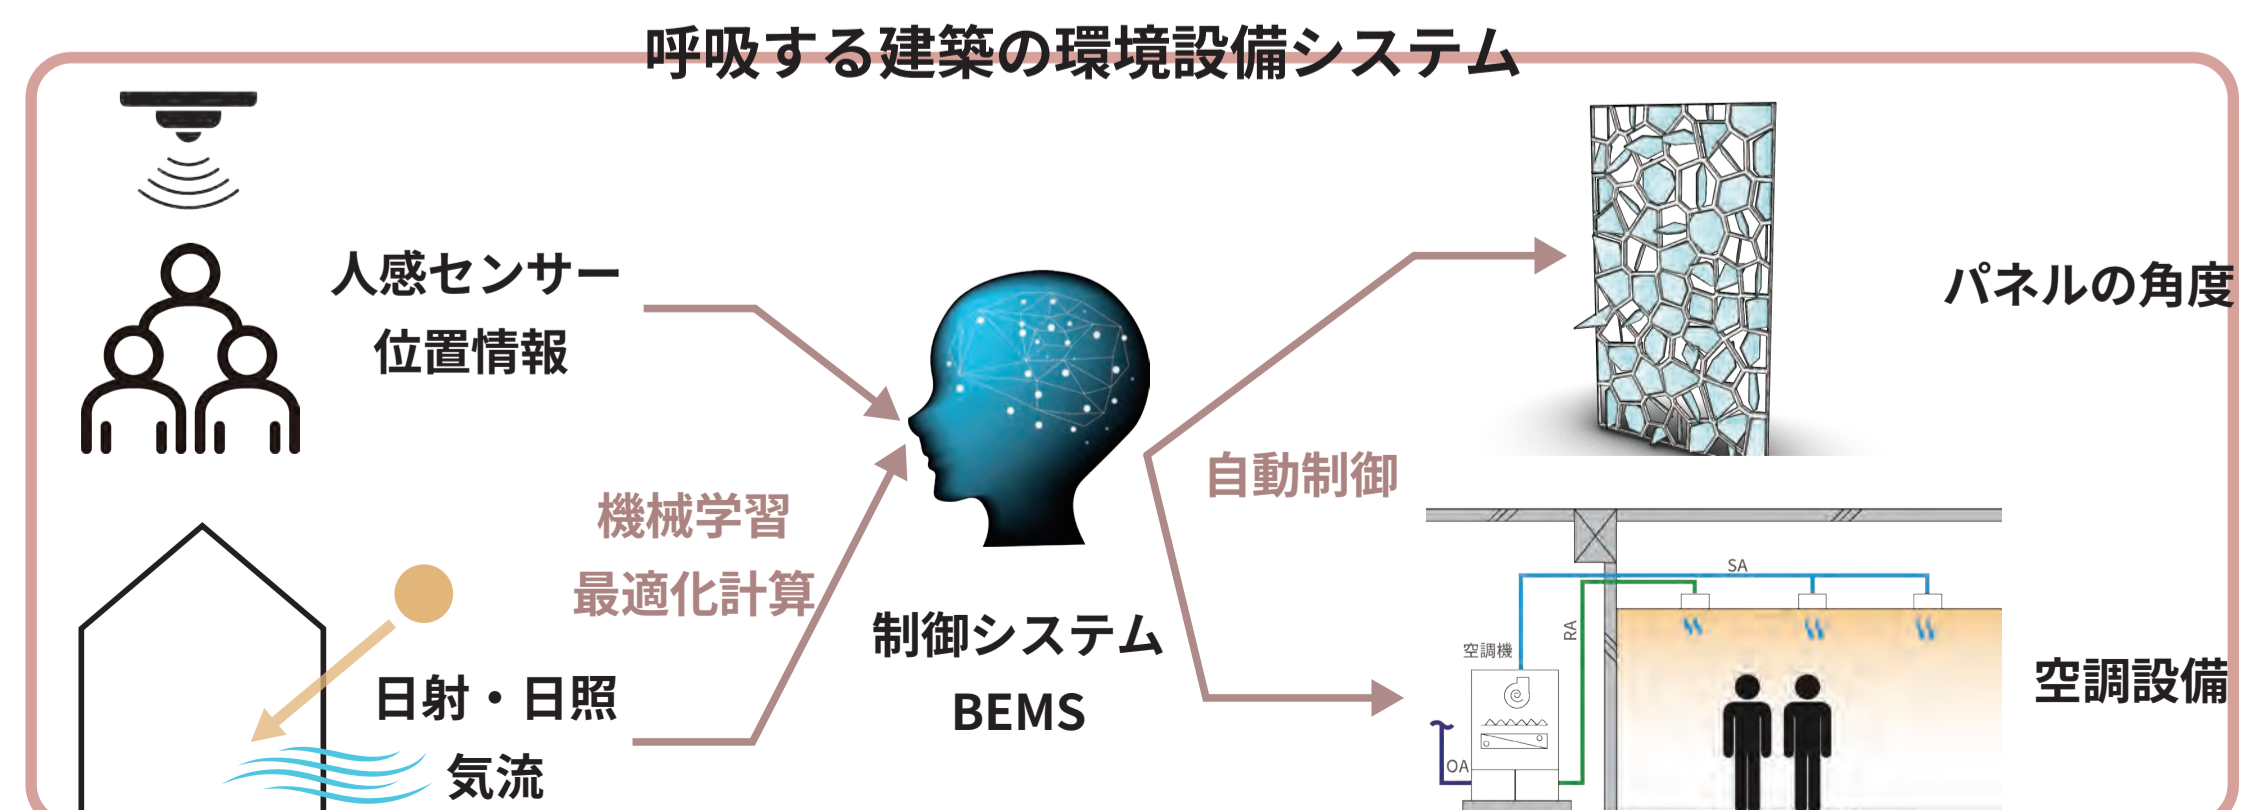 呼吸する建築の環境設備システム
人感センサー
位置情報
機械学習
最適化計算
日射・日照
気流
制御システム
BEMS
自動制御
パネルの角度
SA
RA
空調機
OA
空調設備